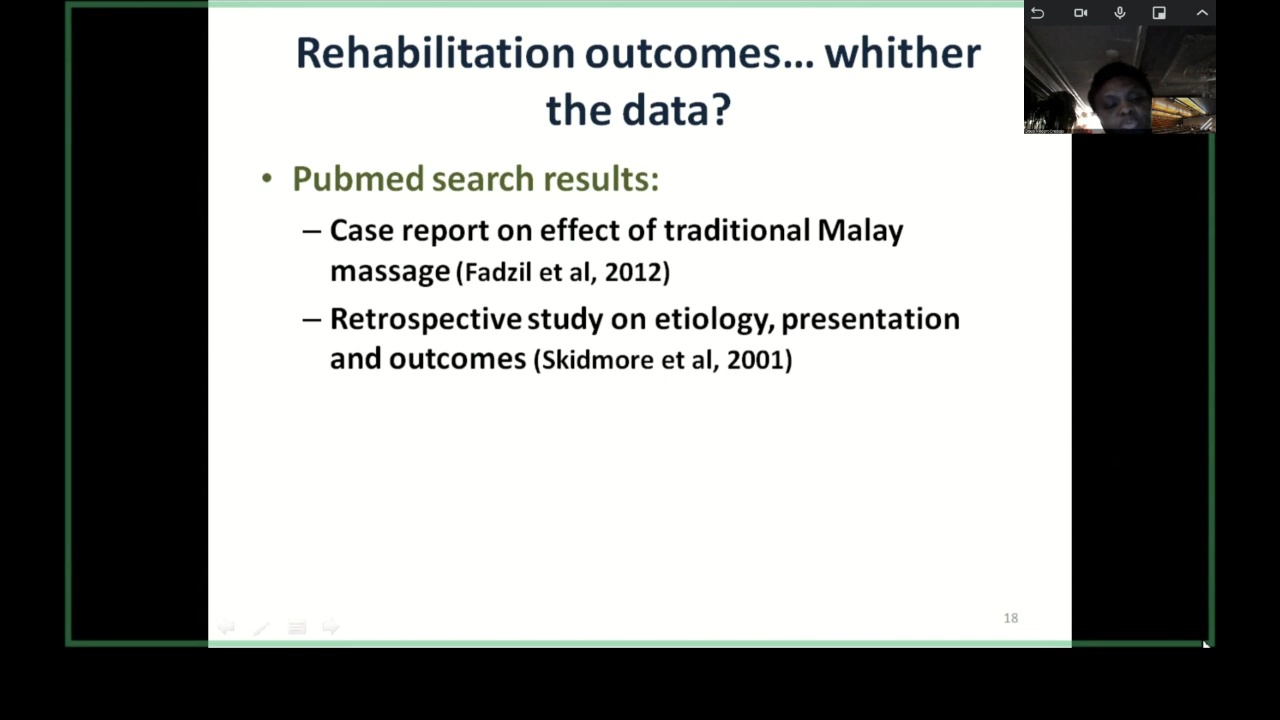 Rehabilitation outcomes... whither
the data?
• Pubmed search results:
– Case report on effect of traditional Malay
massage (Fadzil et al, 2012)
– Retrospective study on etiology, presentation
and outcomes (Skidmore et al, 2001)
18